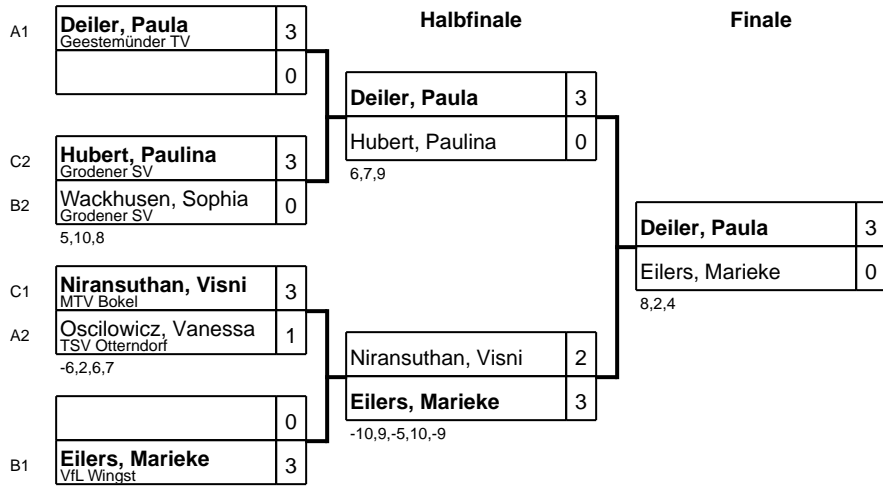 Halbfinale
Finale
A1
Deiler, Paula 3
Geestemünder TV
0
C2
Hubert, Paulina 3
Grodener SV
B2
Wackhusen, Sophia 0
Grodener SV
5,10,8
C1
Niransuthan, Visni 3
MTV Bokel
A2
Oscilowicz, Vanessa 1
TSV Otterndorf
-6,2,6,7
0
B1
Eilers, Marieke 3
VfL Wingst
Deiler, Paula 3
Hubert, Paulina 0
6,7,9
Niransuthan, Visni 2
Eilers, Marieke 3
-10,9,-5,10,-9
Deiler, Paula 3
Eilers, Marieke 0
8,2,4